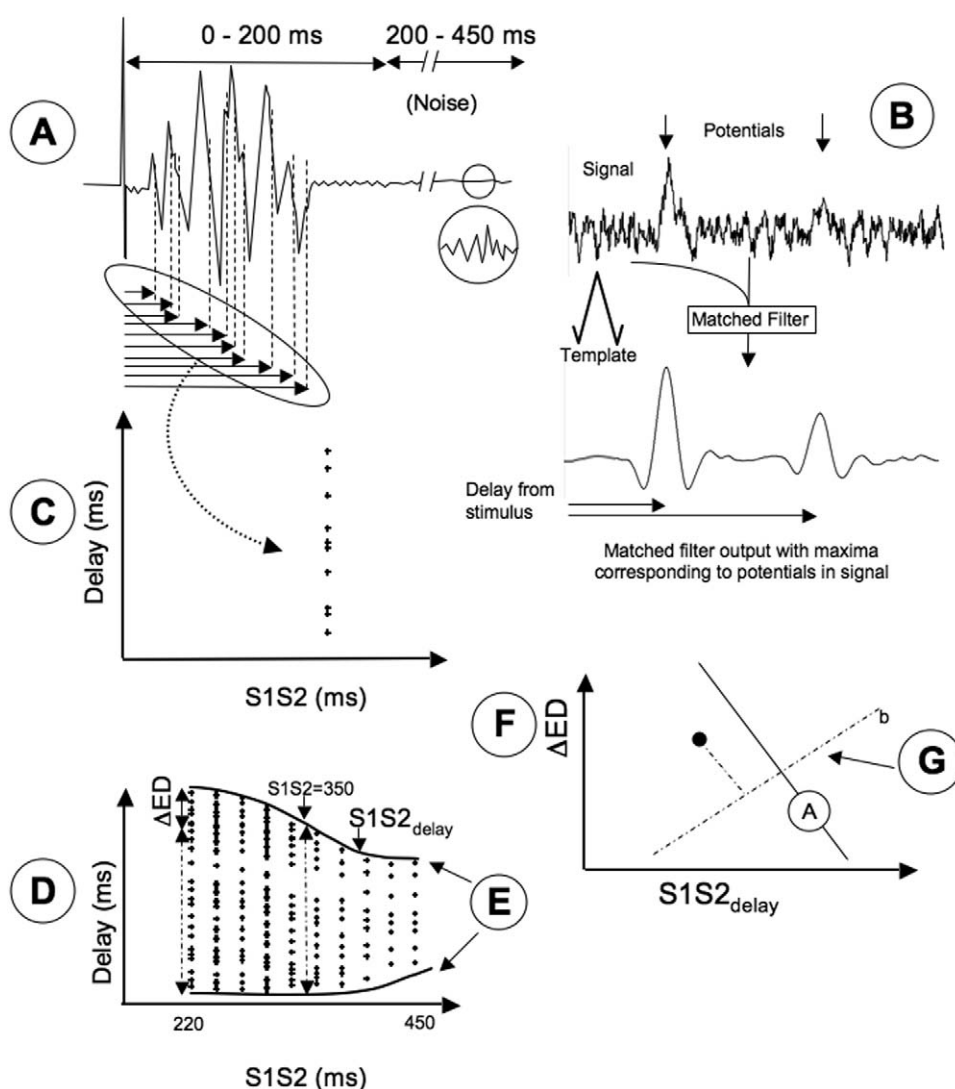 0 - 200 ms
200 - 450 ms
(Noise)
A
B
Potentials
Signal
Matched Filter
Template
Delay from
stimulus
Matched filter output with maxima
corresponding to potentials in signal
C
Delay (ms)
S1S2 (ms)
D
Delay (ms)
ΔED
S1S2=350
S1S2delay
E
220
450
S1S2 (ms)
F
ΔED
b
G
A
S1S2delay